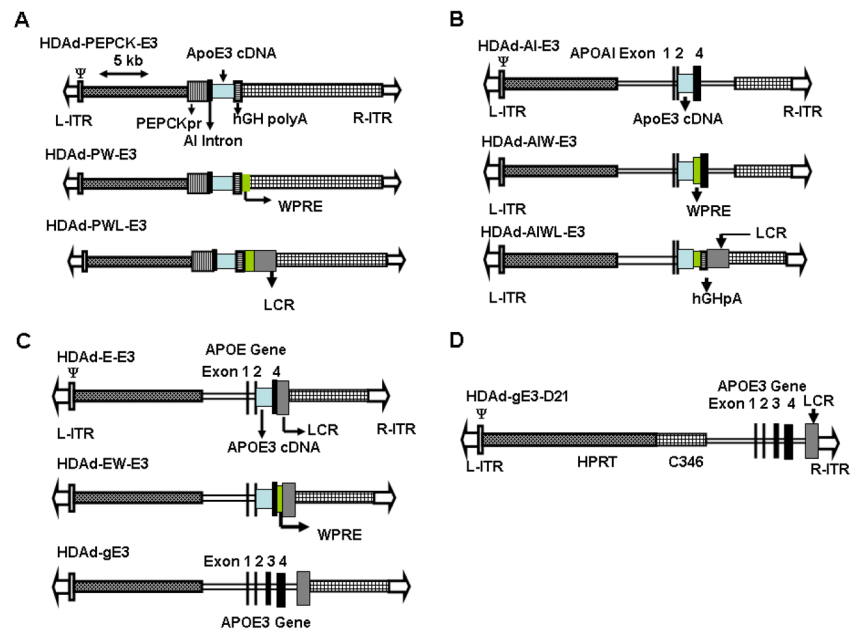 A
HDAd-PEPCK-E3
Ψ
5 kb
ApoE3 cDNA
L-ITR
PEPCKpr
AI Intron
hGH polyA
R-ITR
HDAd-PW-E3
WPRE
HDAd-PWL-E3
LCR
B
HDAd-AI-E3
Ψ
APOAI Exon 1 2 4
L-ITR
ApoE3 cDNA
R-ITR
HDAd-AIW-E3
WPRE
L-ITR
HDAd-AIWL-E3
LCR
L-ITR
hGHpA
C
HDAd-E-E3
Ψ
APOE Gene
Exon 1 2 4
L-ITR
APOE3 cDNA
LCR
R-ITR
HDAd-EW-E3
WPRE
HDAd-gE3
Exon 1 2 3 4
APOE3 Gene
D
HDAd-gE3-D21
Ψ
APOE3 Gene
Exon 1 2 3 4
LCR
L-ITR
HPRT
C346
R-ITR